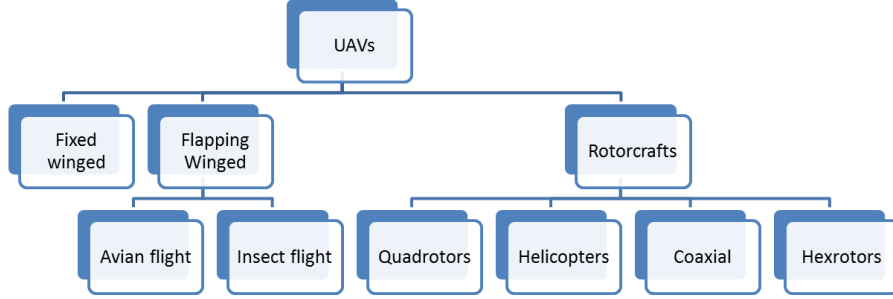 UAVs
Fixed
winged
Flapping
Winged
Rotorcrafts
Avian flight
Insect flight
Quadrotors
Helicopters
Coaxial
Hexrotors